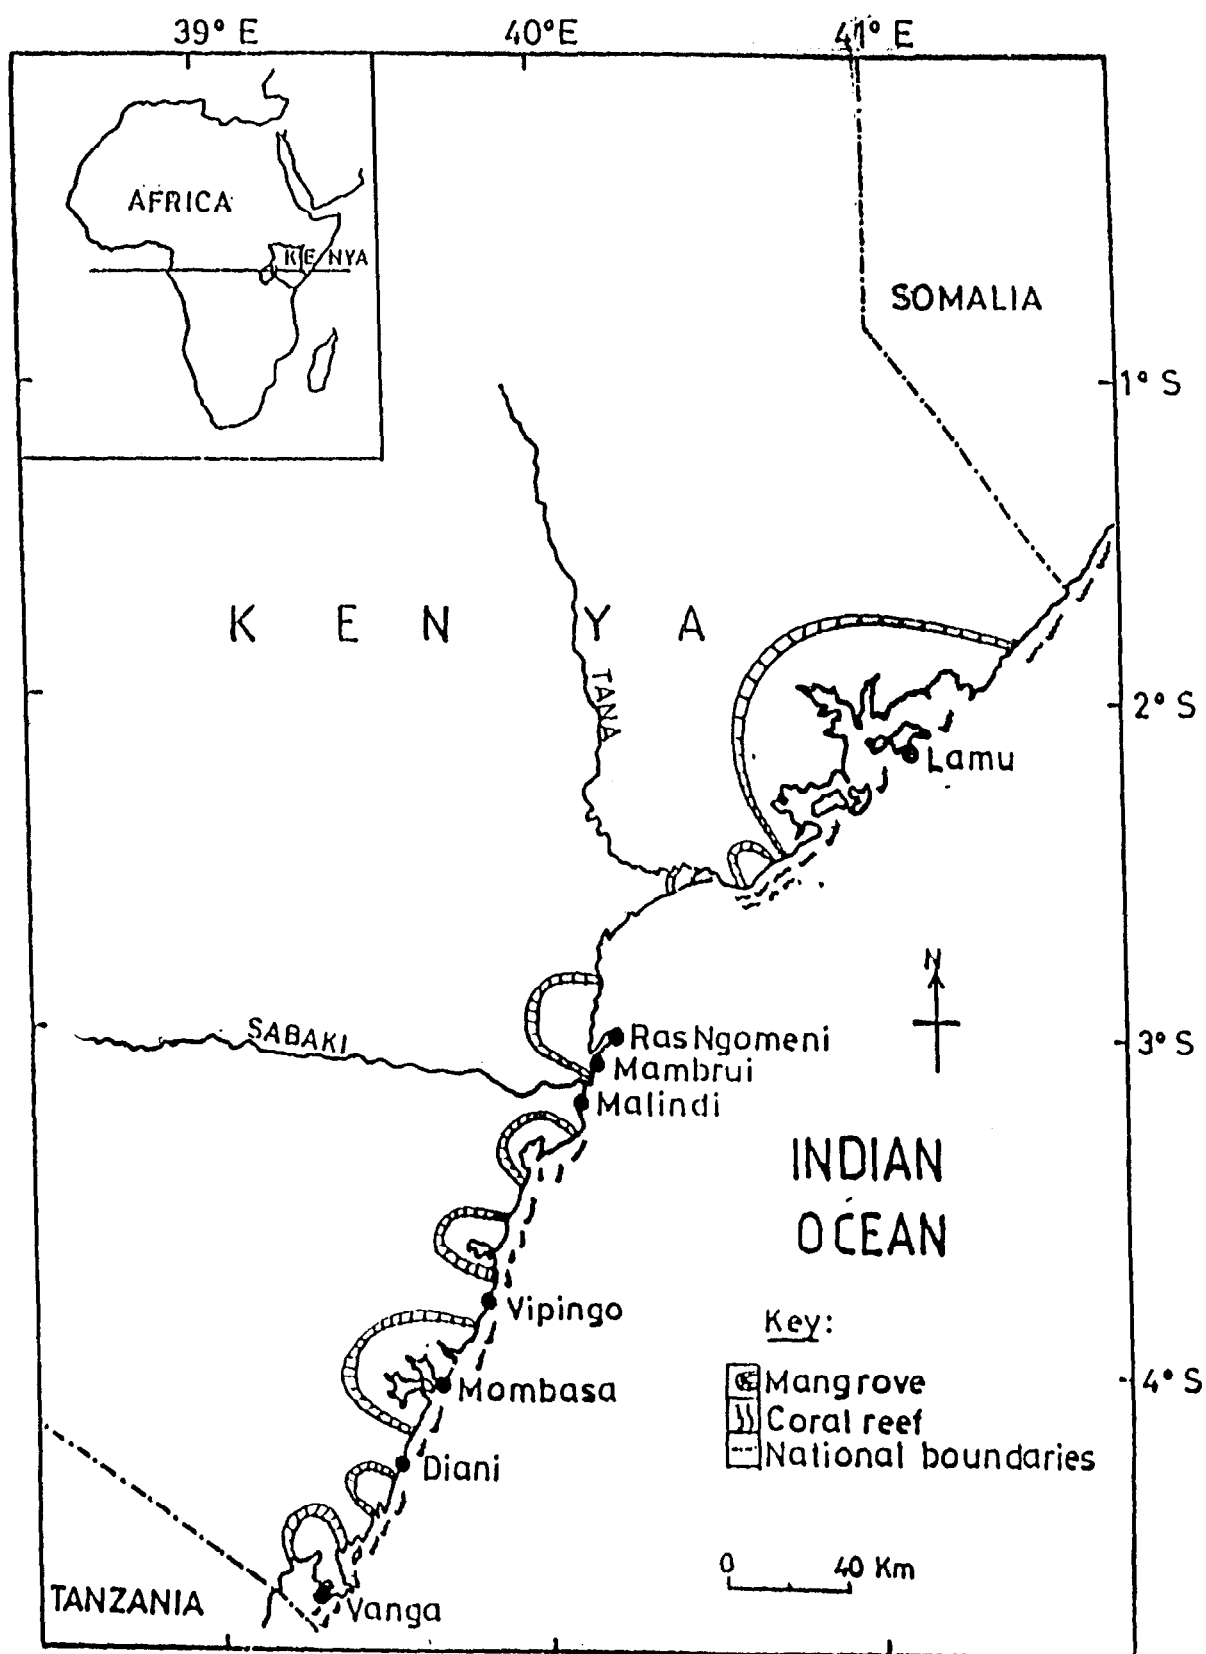 39° E 40°E 41° E
AFRICA
KENYA
SOMALIA
1° S
K E N Y A
TANA
2° S
Lamu
N
SABAKI
Ras Ngomeni
3° S
Mambrui
Malindi
INDIAN
OCEAN
Vipingo
Key:
Mangrove
4° S
Mombasa
Coral reef
National boundaries
Diani
0 40 Km
TANZANIA
Vanga